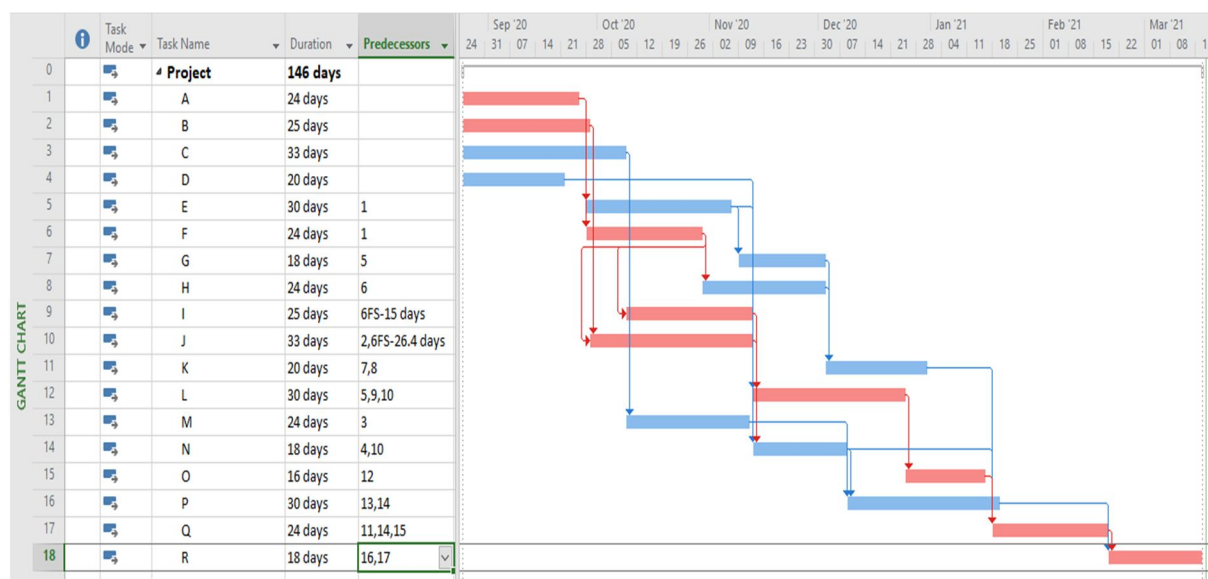 Task Mode Task Name Duration Predecessors
Sep '20 Oct '20 Nov '20 Dec '20 Jan '21 Feb '21 Mar '21
24 31 07 14 21 28 05 12 19 26 02 09 16 23 30 07 14 21 28 04 11 18 25 01 08 15 22 01 08 1
0 Project 146 days
1 A 24 days
2 B 25 days
3 C 33 days
4 D 20 days
5 E 30 days 1
6 F 24 days 1
7 G 18 days 5
8 H 24 days 6
9 I 25 days 6FS-15 days
10 J 33 days 2,6FS-26.4 days
11 K 20 days 7,8
12 L 30 days 5,9,10
13 M 24 days 3
14 N 18 days 4,10
15 O 16 days 12
16 P 30 days 13,14
17 Q 24 days 11,14,15
18 R 18 days 16,17
GANTT CHART